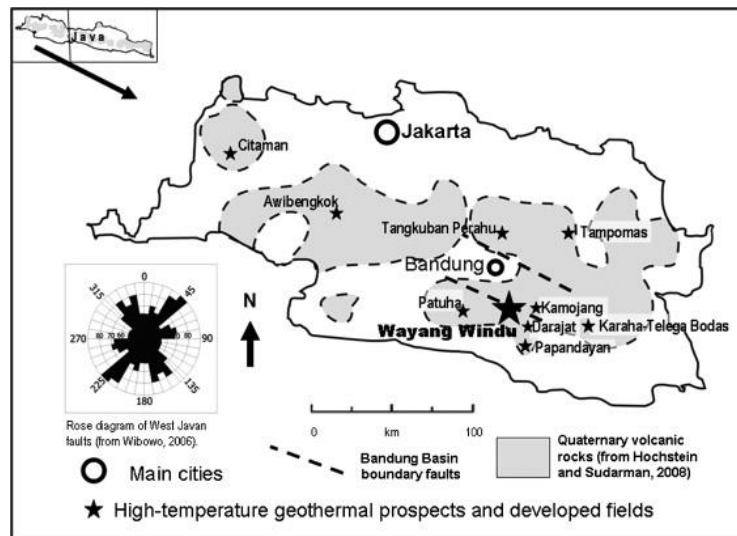 Java
Jakarta
Citaman
Awibengkok
Tangkuban Perahu
Tampomas
Bandung
Patuha
Kamojang
Wayang Windu
Darajat
Karaha-Telega Bodas
Papandayan
0
315
45
270
90
225
135
180
N
Rose diagram of West Javan
faults (from Wibowo, 2006).
0
100
km
Bandung Basin
boundary faults
Quaternary volcanic
rocks (from Hochstein
and Sudarman, 2008)
Main cities
High-temperature geothermal prospects and developed fields